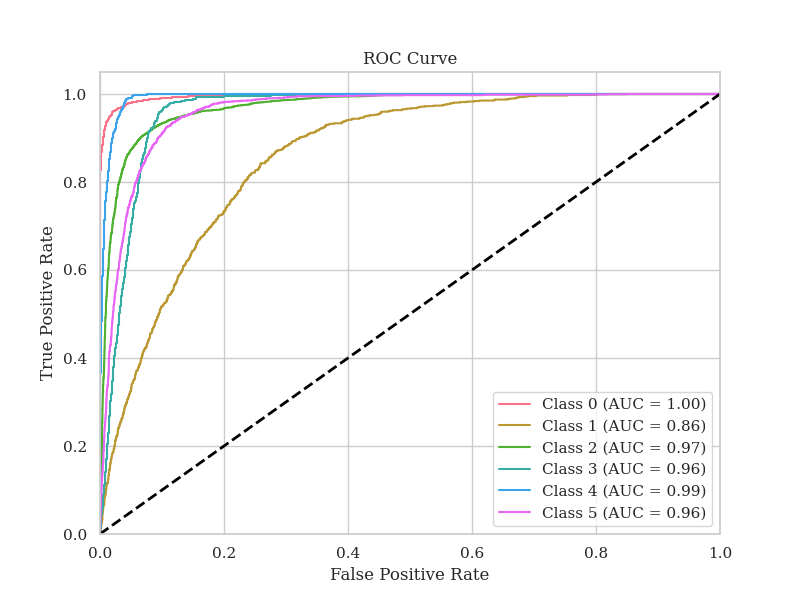 ROC Curve
True Positive Rate
1.0
0.8
0.6
0.4
0.2
0.0
Class 0 (AUC = 1.00)
Class 1 (AUC = 0.86)
Class 2 (AUC = 0.97)
Class 3 (AUC = 0.96)
Class 4 (AUC = 0.99)
Class 5 (AUC = 0.96)
0.0 0.2 0.4 0.6 0.8 1.0
False Positive Rate